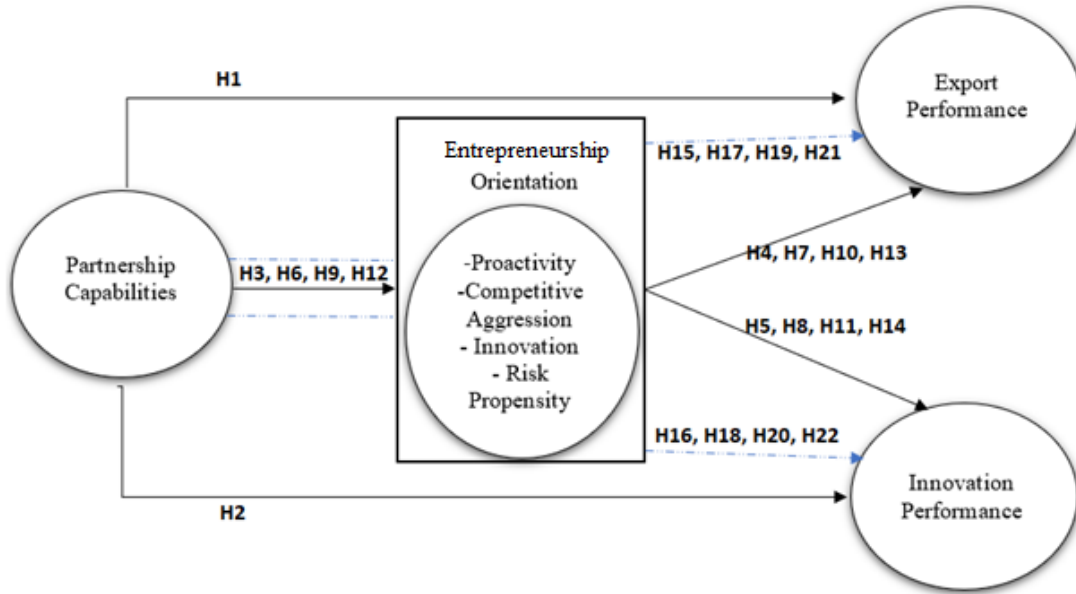 H1
Export
Performance
Entrepreneurship
Orientation
H15, H17, H19, H21
Partnership
Capabilities
H3, H6, H9, H12
-Proactivity
-Competitive
Aggression
- Innovation
- Risk
Propensity
H4, H7, H10, H13
H5, H8, H11, H14
H16, H18, H20, H22
Innovation
Performance
H2